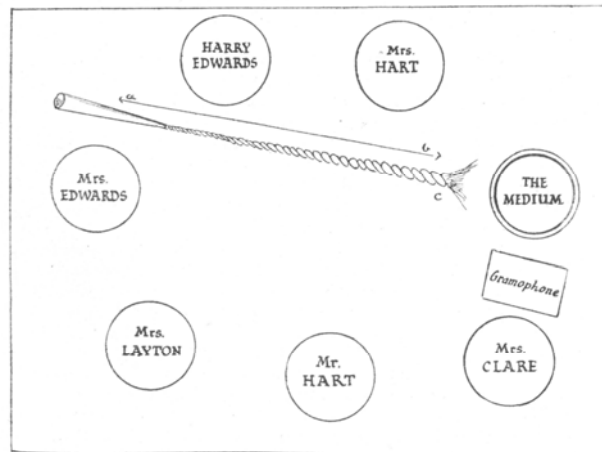 HARRY
EDWARDS
Mrs.
HART
a
b
c
Mrs.
EDWARDS
THE
MEDIUM
Gramophone
Mrs.
LAYTON
Mr.
HART
Mrs.
CLARE